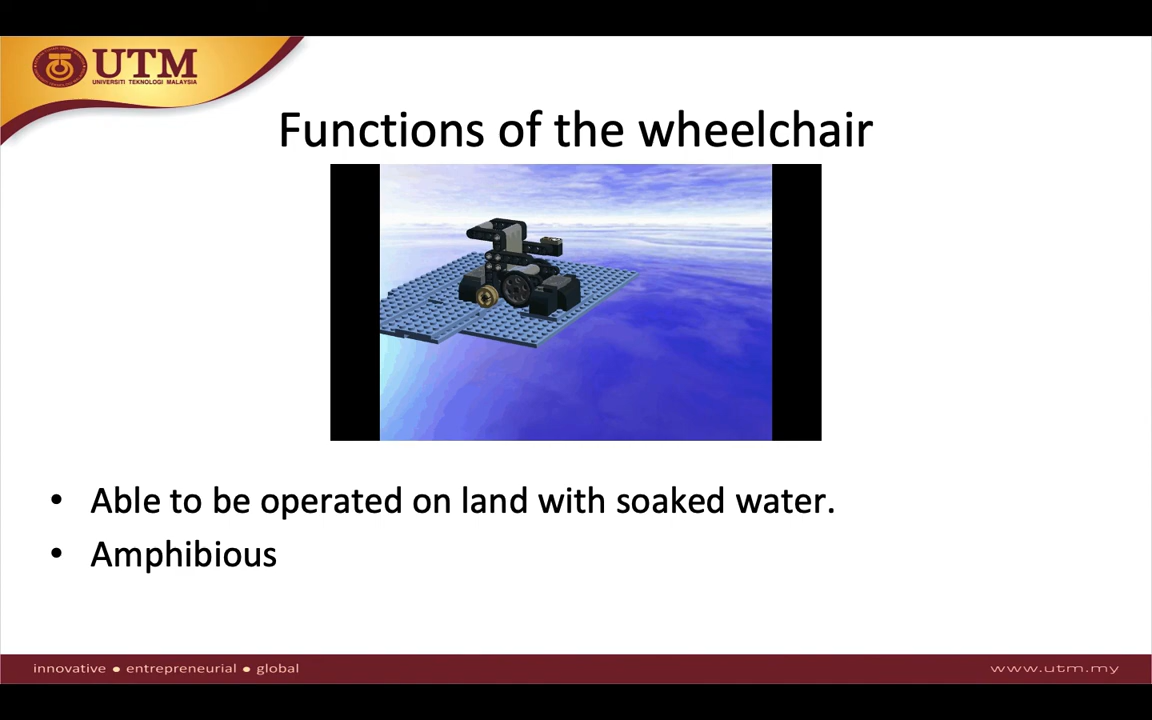 UTM
UNIVERSITI TEKNOLOGI MALAYSIA
Functions of the wheelchair
• Able to be operated on land with soaked water.
• Amphibious
innovative ● entrepreneurial ● global
www.utm.my